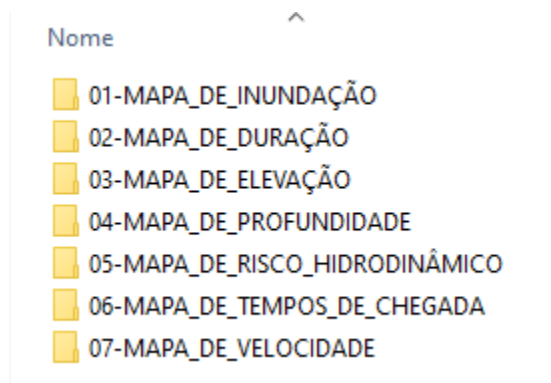 Nome
01-MAPA_DE_INUNDAÇÃO
02-MAPA_DE_DURAÇÃO
03-MAPA_DE_ELEVAÇÃO
04-MAPA_DE_PROFUNDIDADE
05-MAPA_DE_RISCO_HIDRODINÂMICO
06-MAPA_DE_TEMPOS_DE_CHEGADA
07-MAPA_DE_VELOCIDADE